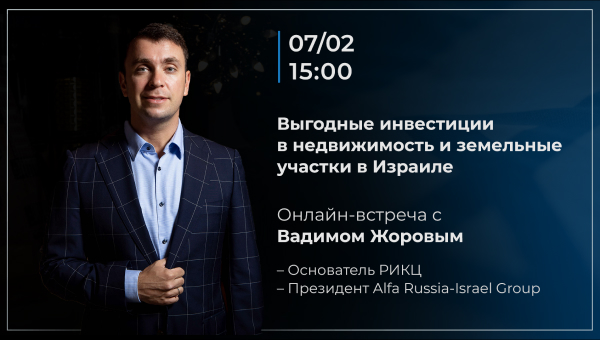 07/02
15:00
Выгодные инвестиции
в недвижимость и земельные
участки в Израиле
Онлайн-встреча с
Вадимом Жоровым
– Основатель РИКЦ
– Президент Alfa Russia-Israel Group